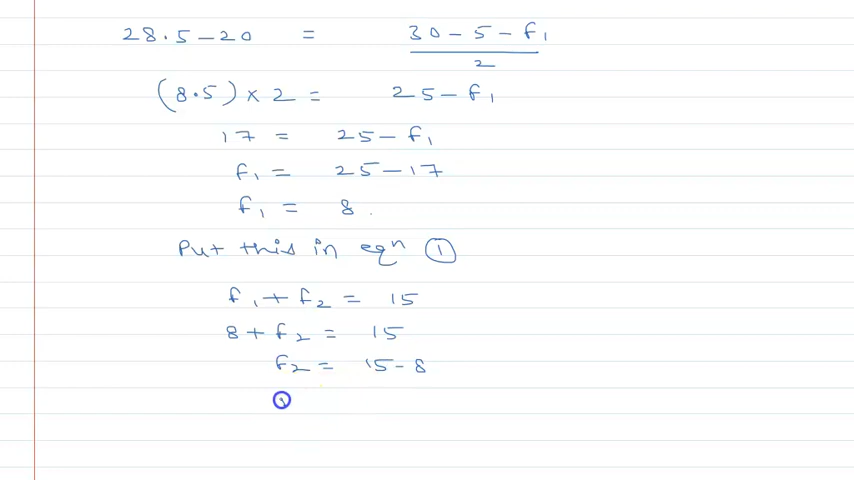 28.5-20 = 30-5-f₁
2
(8.5)×2 = 25-f₁
17 = 25-f₁
f₁ = 25-17
f₁ = 8.
Put this in eqⁿ ①
f₁+f₂ = 15
8+f₂ = 15
f₂ = 15-8